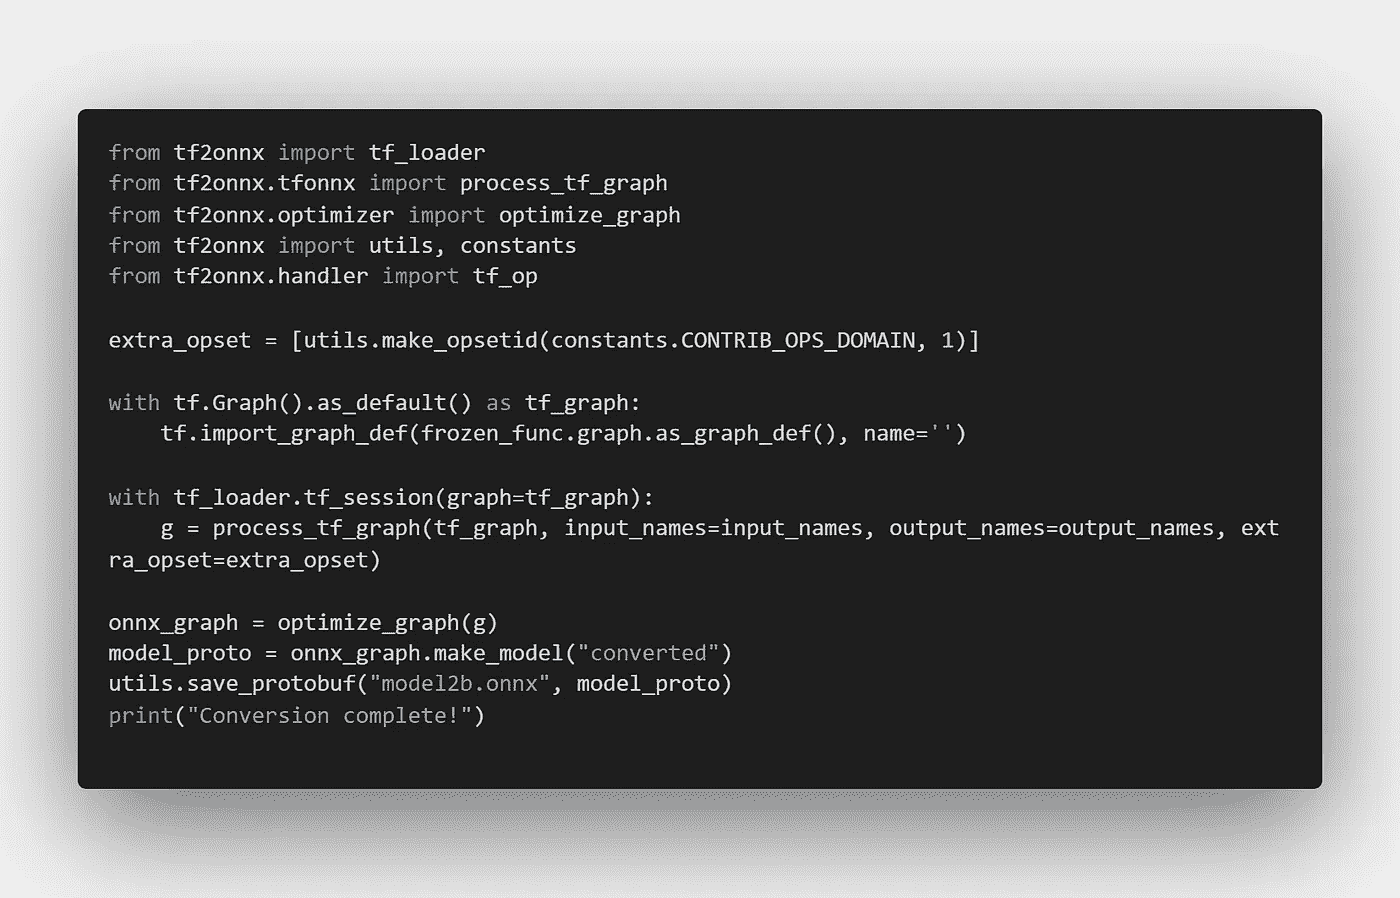 from tf2onnx import tf_loader
from tf2onnx.tfonnx import process_tf_graph
from tf2onnx.optimizer import optimize_graph
from tf2onnx import utils, constants
from tf2onnx.handler import tf_op
extra_opset = [utils.make_opsetid(constants.CONTRIB_OPS_DOMAIN, 1)]
with tf.Graph().as_default() as tf_graph:
    tf.import_graph_def(frozen_func.graph.as_graph_def(), name='')
with tf_loader.tf_session(graph=tf_graph):
    g = process_tf_graph(tf_graph, input_names=input_names, output_names=output_names, ext
ra_opset=extra_opset)
onnx_graph = optimize_graph(g)
model_proto = onnx_graph.make_model("converted")
utils.save_protobuf("model2b.onnx", model_proto)
print("Conversion complete!")